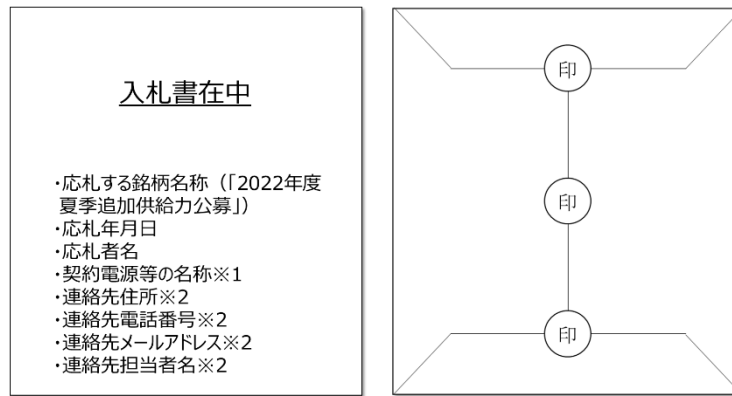 入札書在中
・応札する銘柄名称（「2022年度
夏季追加供給力公募」）
・応札年月日
・応札者名
・契約電源等の名称※1
・連絡先住所※2
・連絡先電話番号※2
・連絡先メールアドレス※2
・連絡先担当者名※2
印
印
印